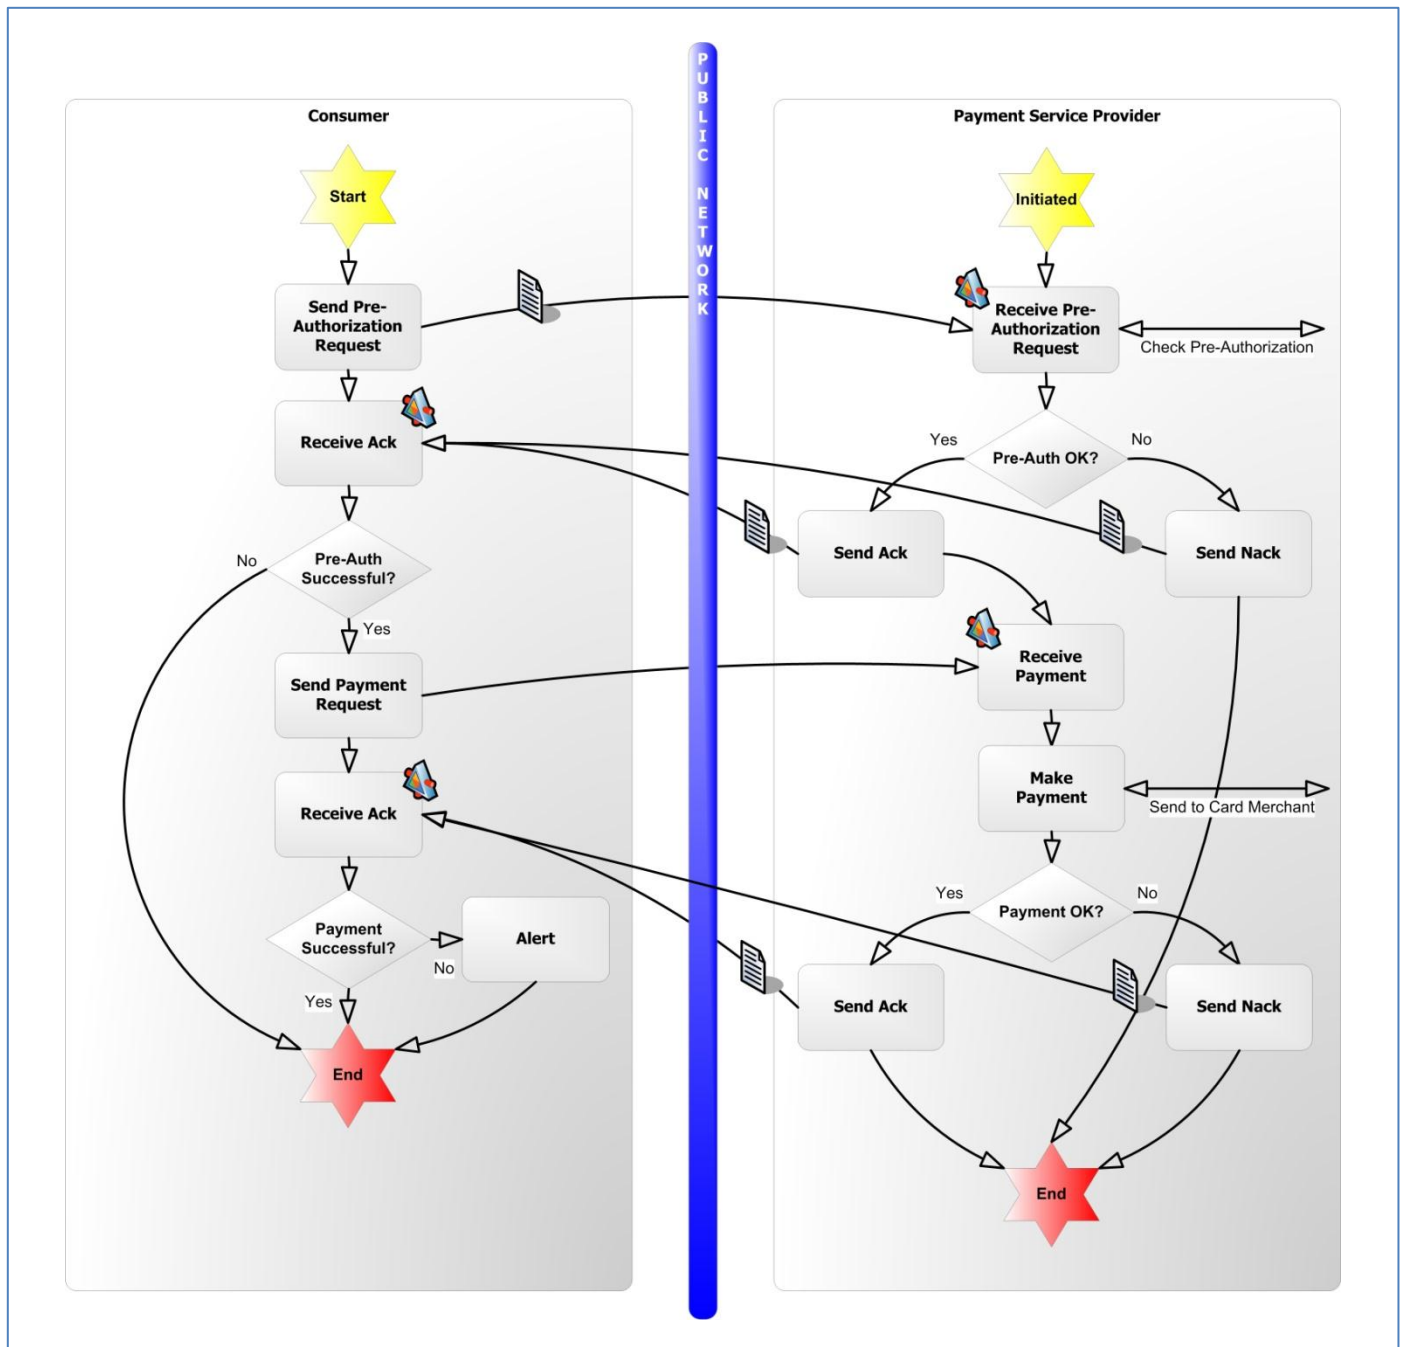 PUBLIC NETWORK
Consumer
Start
Send Pre-
Authorization
Request
Receive Ack
No
Pre-Auth
Successful?
Yes
Send Payment
Request
Receive Ack
Payment
Successful?
No
Alert
Yes
End
Payment Service Provider
Initiated
Receive Pre-
Authorization
Request
Check Pre-Authorization
Yes
Pre-Auth OK?
No
Send Ack
Send Nack
Receive
Payment
Make
Payment
Send to Card Merchant
Yes
Payment OK?
No
Send Ack
Send Nack
End